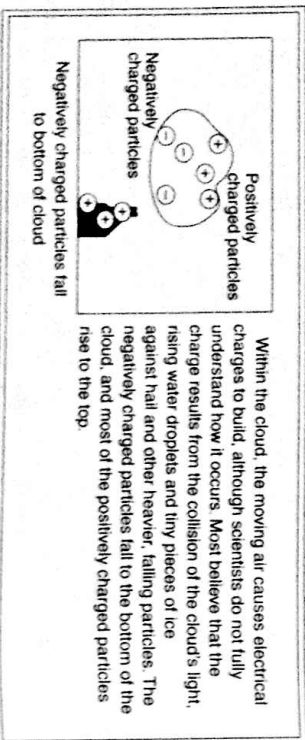 Positively
charged particles
Negatively
charged particles
Negatively charged particles fall
to bottom of cloud
Within the cloud, the moving air causes electrical
charges to build, although scientists do not fully
understand how it occurs. Most believe that the
charge results from the collision of the cloud's light,
rising water droplets and tiny pieces of ice
against hail and other heavier, falling particles. The
negatively charged particles fall to the bottom of the
cloud, and most of the positively charged particles
rise to the top.